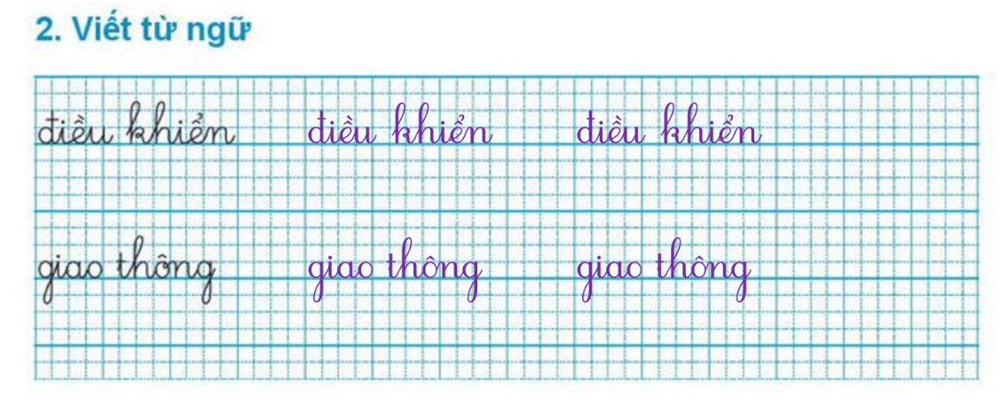 2. Viết từ ngữ
điều khiển điều khiển điều khiển
giao thông giao thông giao thông